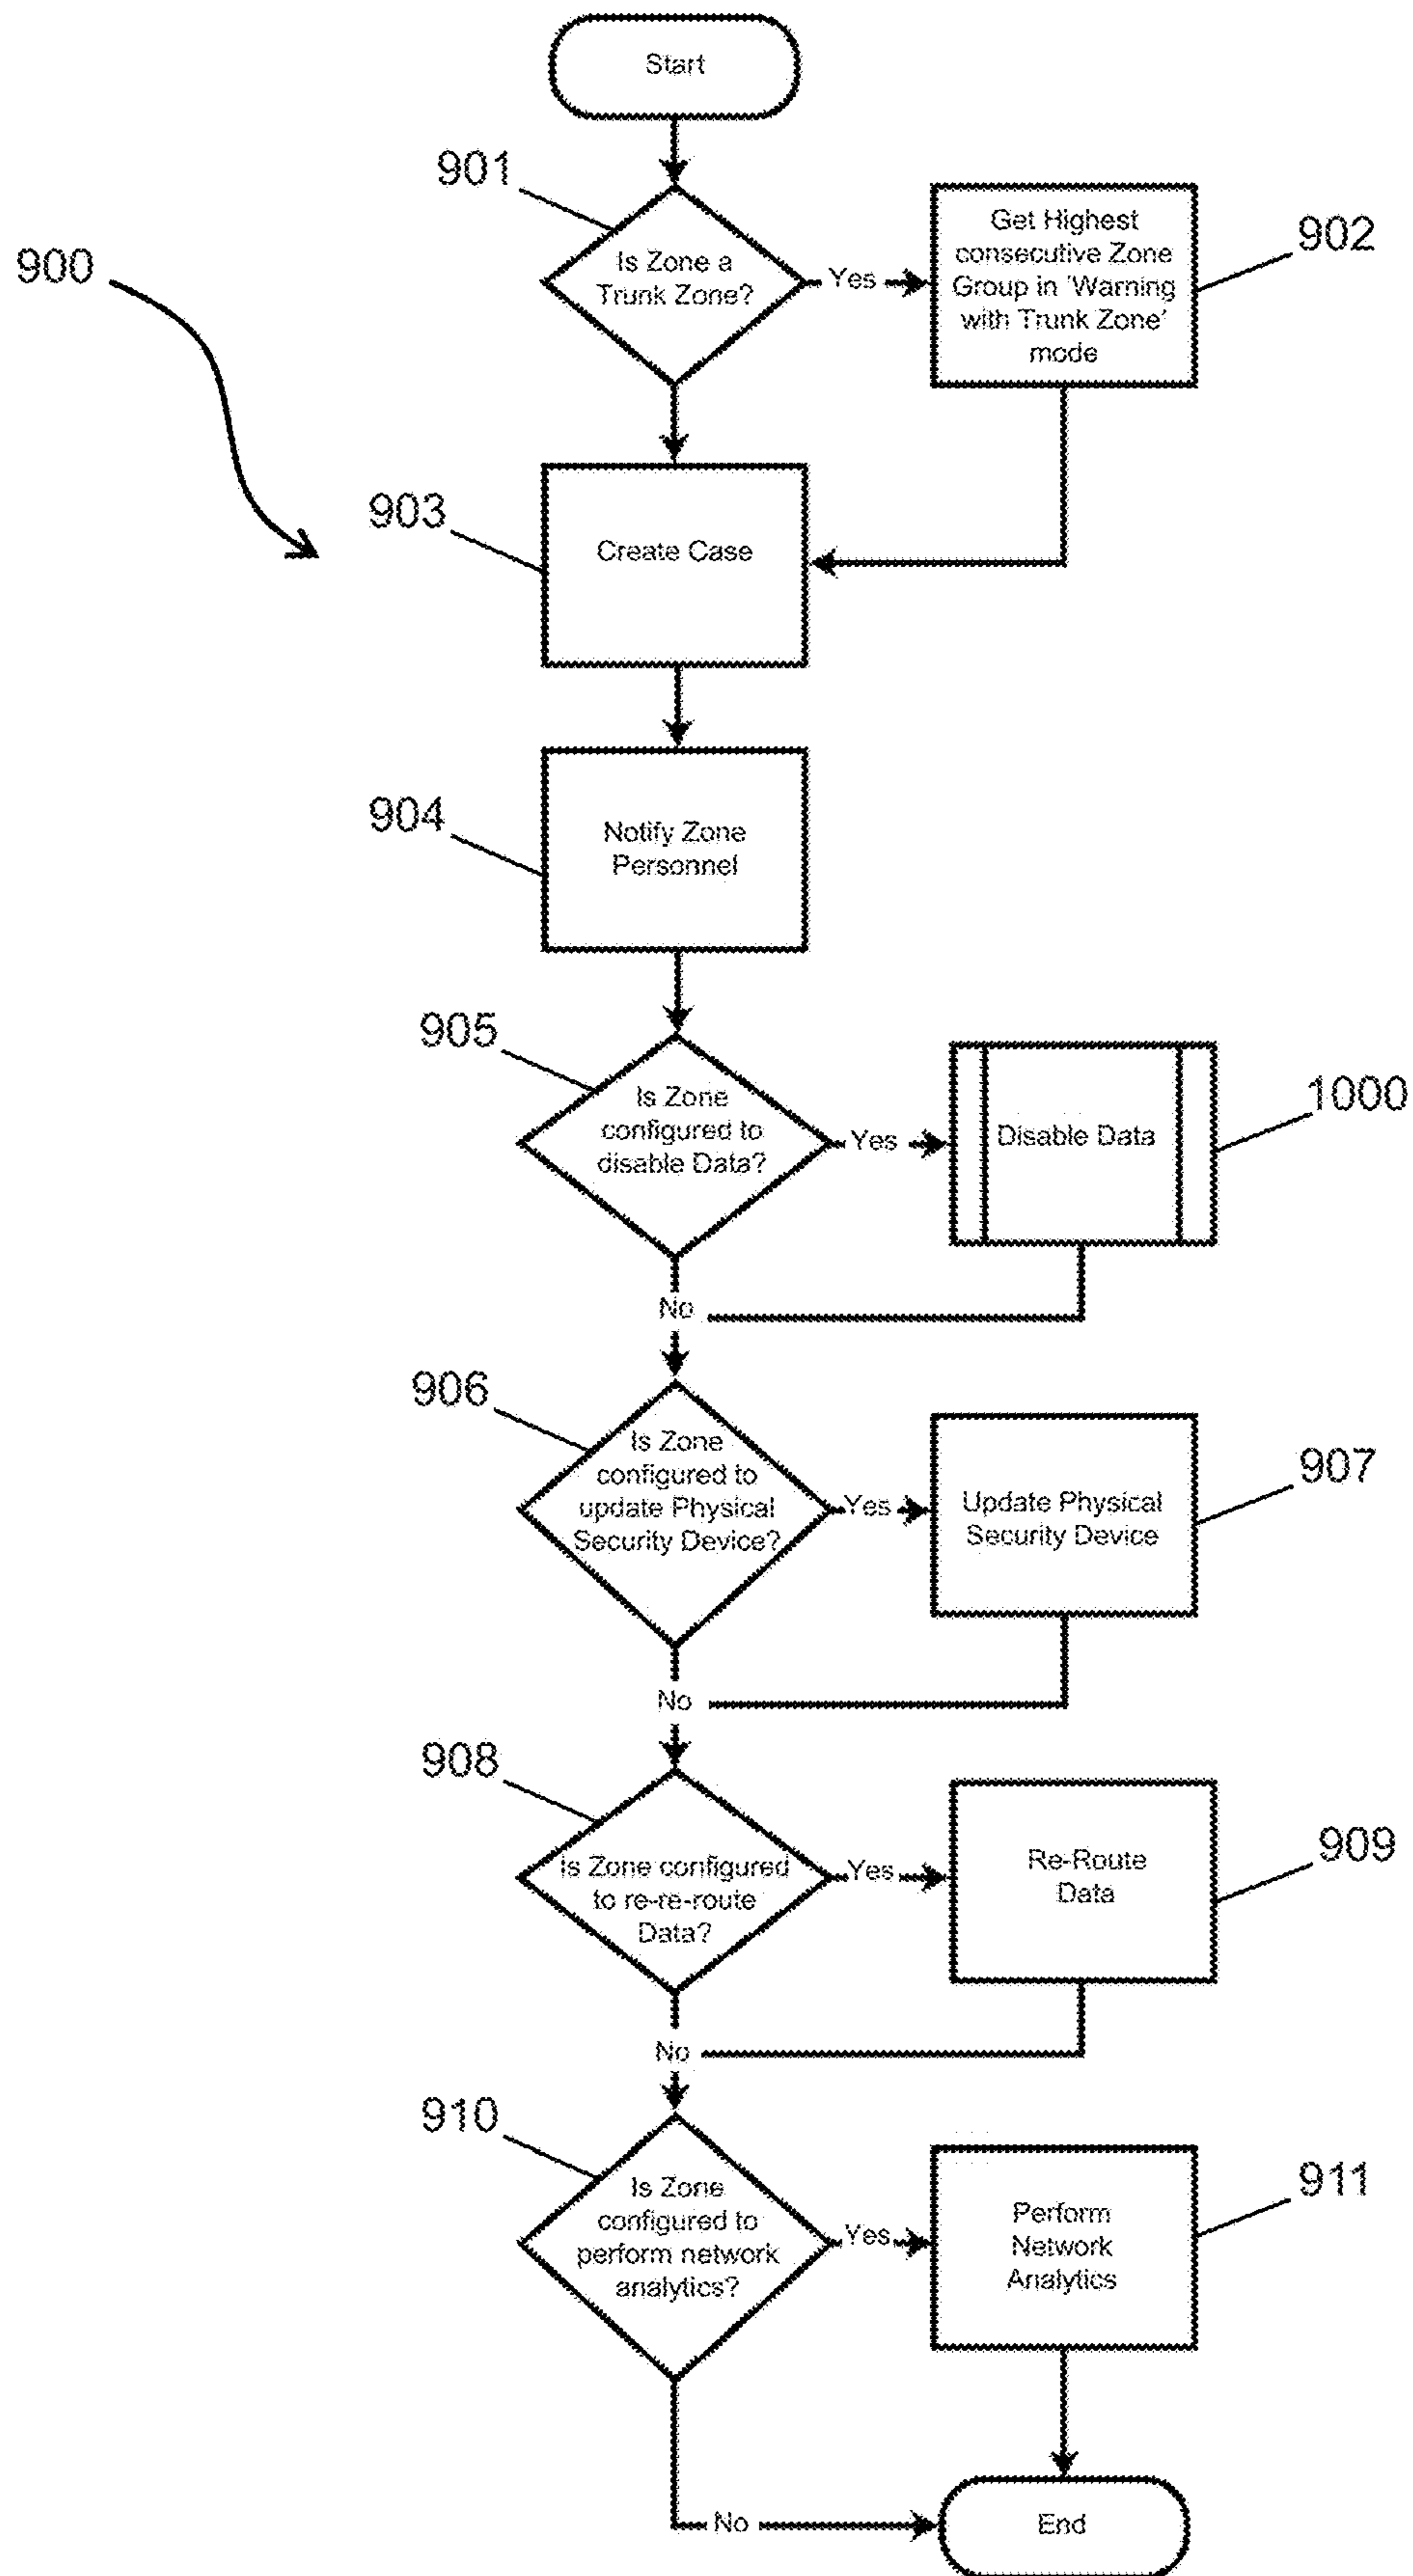 Start
901
Is Zone a
Trunk Zone?
Yes
Get Highest
consecutive Zone
Group in 'Warning
with Trunk Zone'
mode
902
900
903
Create Case
904
Notify Zone
Personnel
905
Is Zone
configured to
disable Data?
Yes
Disable Data
1000
No
906
Is Zone
configured to
update Physical
Security Device?
Yes
Update Physical
Security Device
907
No
908
Is Zone configured
to re-re-route
Data?
Yes
Re-Route
Data
909
No
910
Is Zone
configured to
perform network
analytics?
Yes
Perform
Network
Analytics
911
No
End